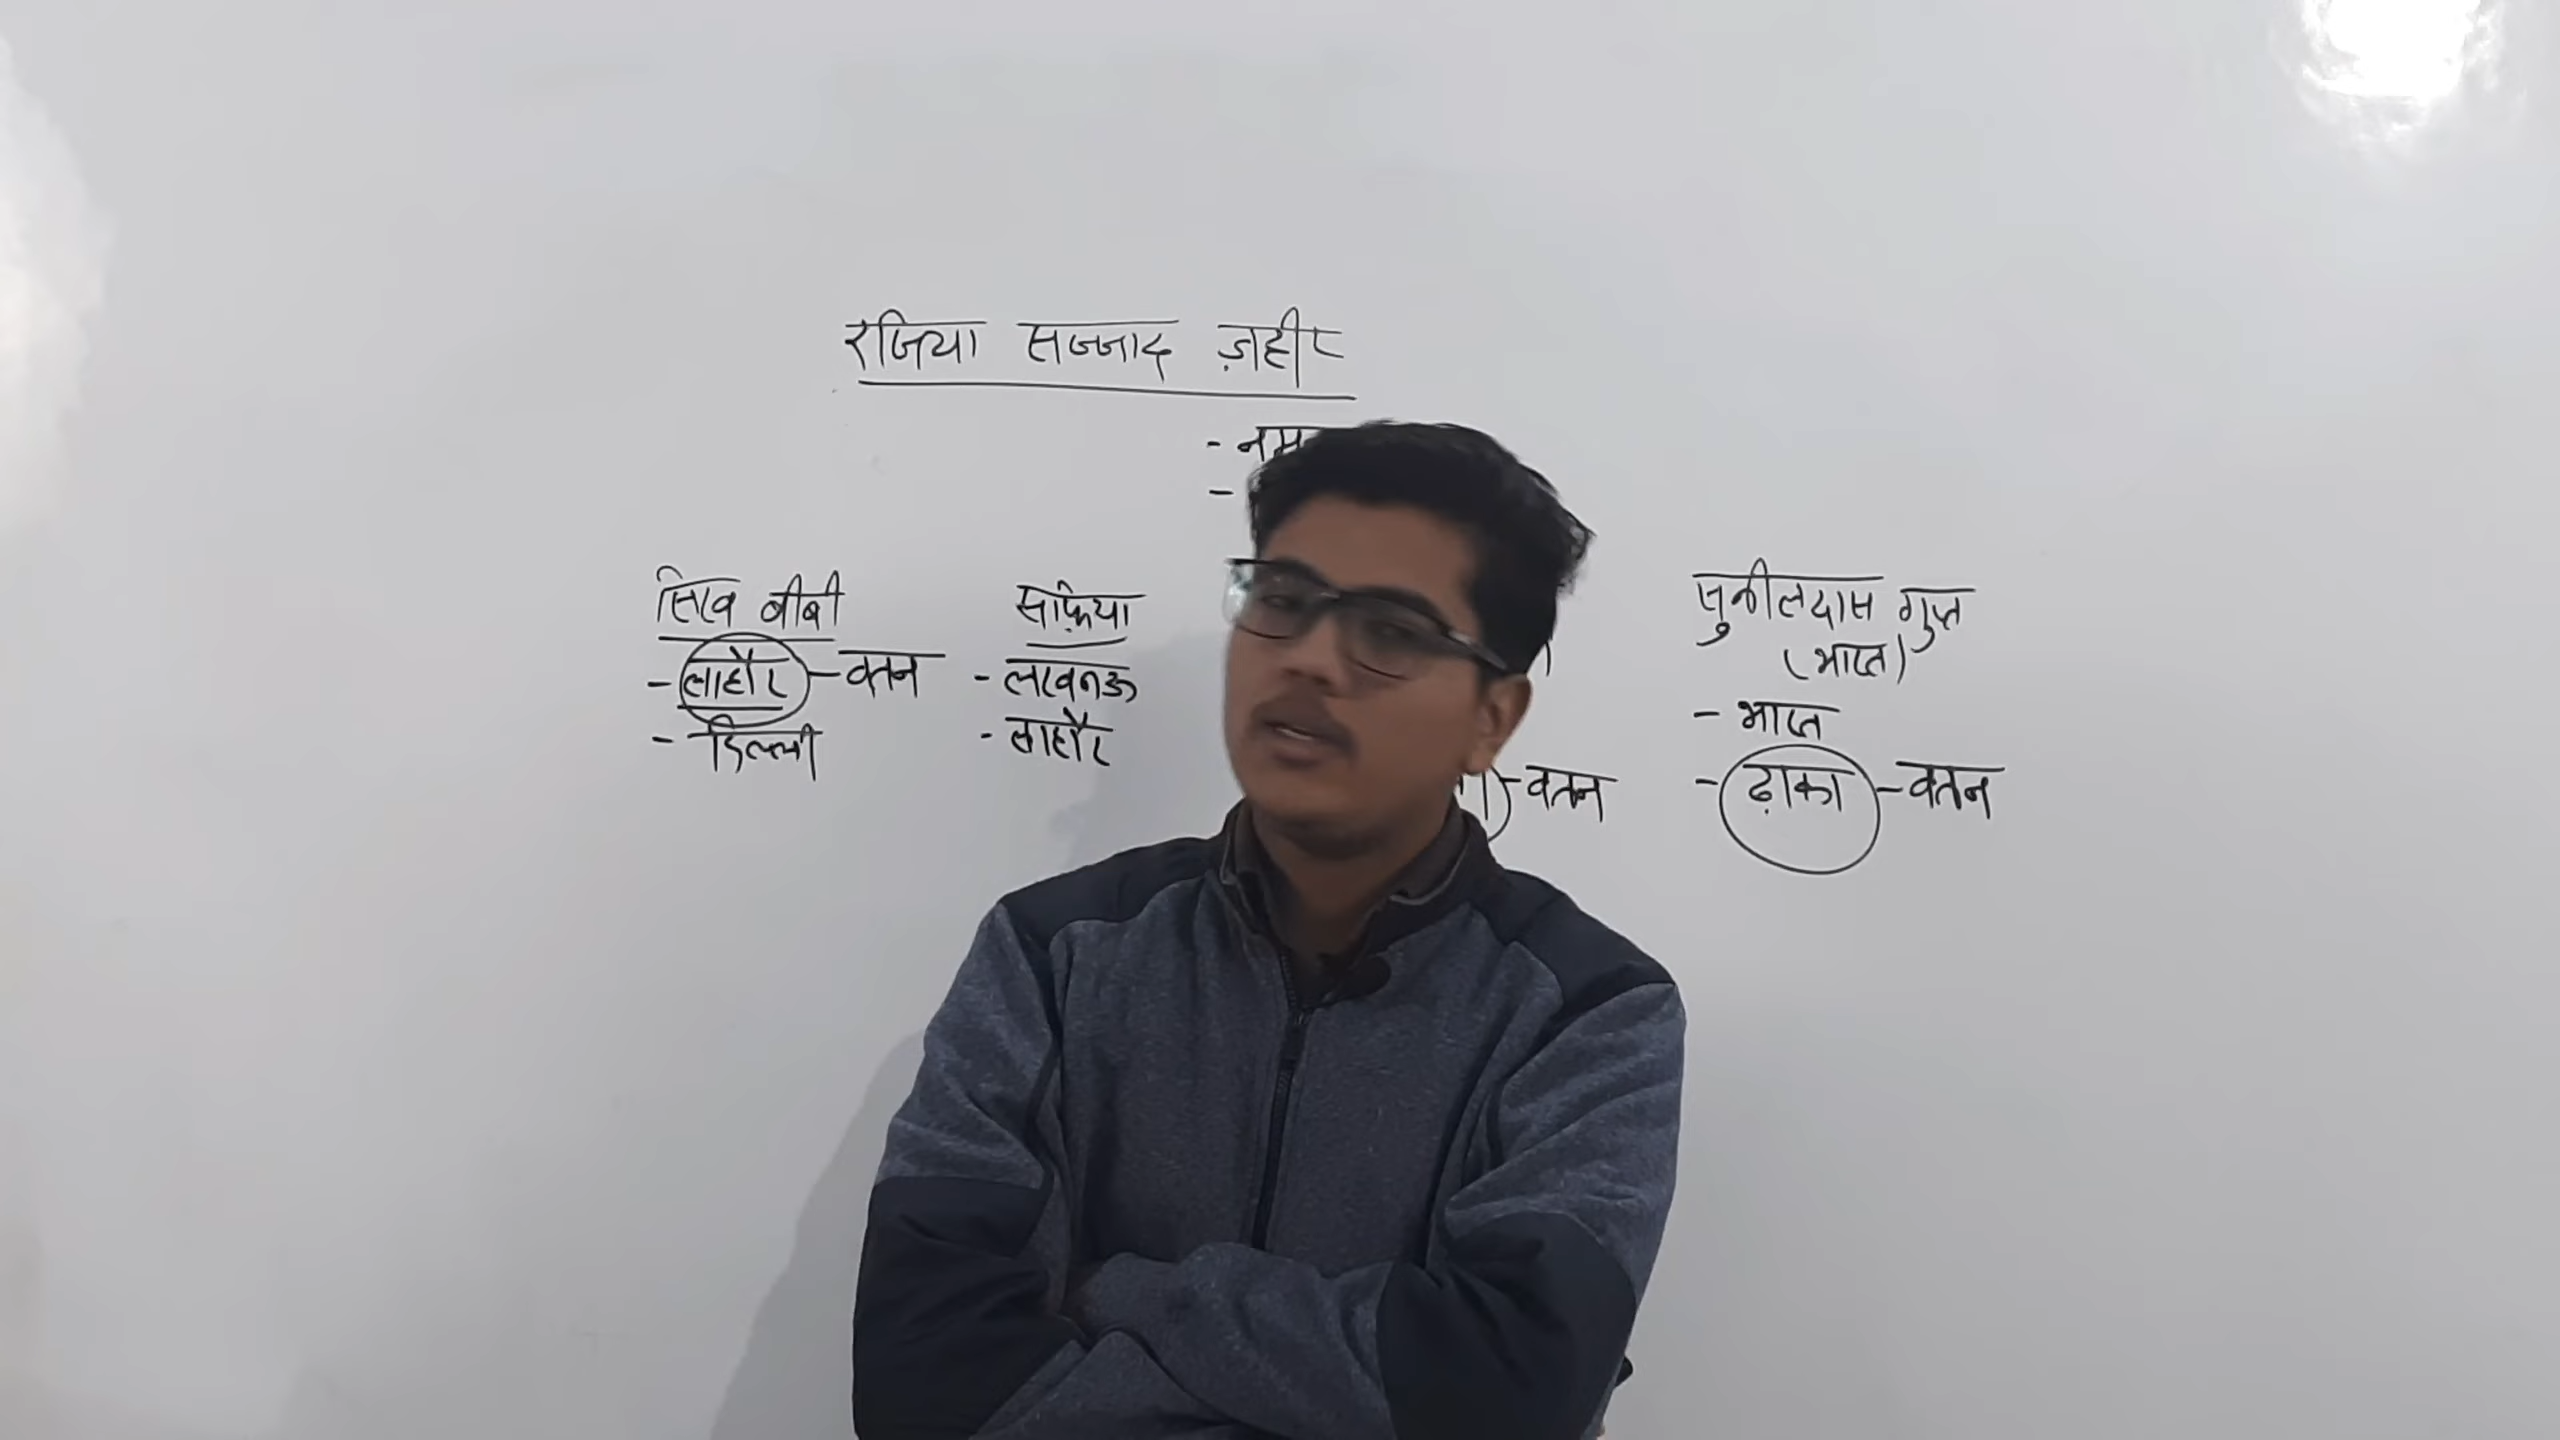 रजिया सज्जाद ज़हीर
-
-
सिख बीबी
- लाहौर - वतन
- दिल्ली
सफ़िया
- लखनऊ
- लाहौर
- वतन
सुनीलदास गुप्त
(भारत)
- भारत
- ढ़ाका - वतन